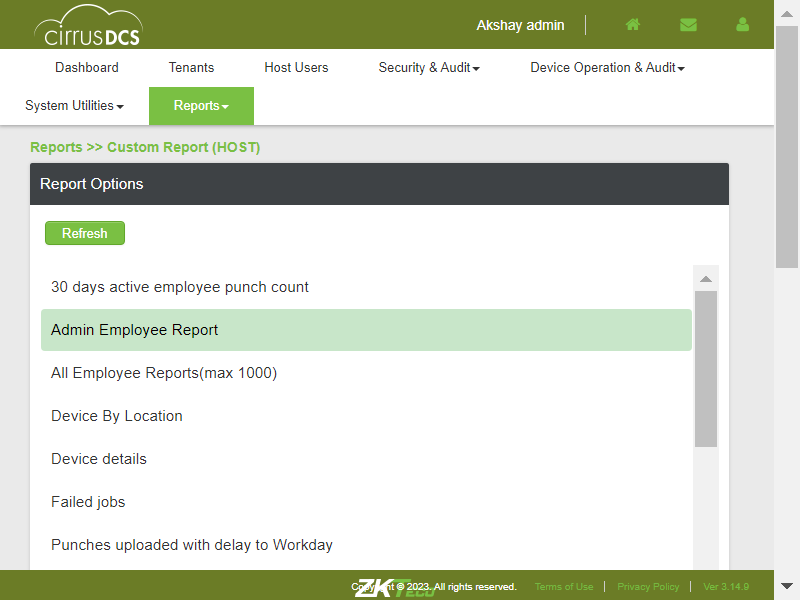 cirrusDCS
Akshay admin
Dashboard Tenants Host Users Security & Audit Device Operation & Audit
System Utilities Reports
Reports >> Custom Report (HOST)
Report Options
Refresh
30 days active employee punch count
Admin Employee Report
All Employee Reports(max 1000)
Device By Location
Device details
Failed jobs
Punches uploaded with delay to Workday
ZKTeco
Copyright © 2023. All rights reserved. Terms of Use Privacy Policy Ver 3.14.9